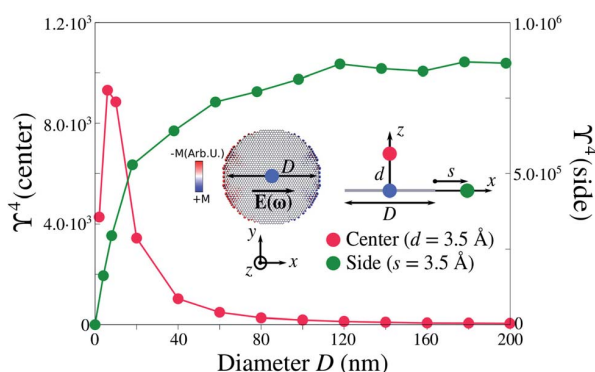 1.2·10³
8.0·10³
4.0·10³
0
ϒ⁴(center)
1.0·10⁶
5.0·10⁵
0
ϒ⁴(side)
-M(Arb.U.)
+M
D
E(ω)
y
z
x
z
d
s
x
D
Center (d = 3.5 Å)
Side (s = 3.5 Å)
0
40
80
120
160
200
Diameter D (nm)